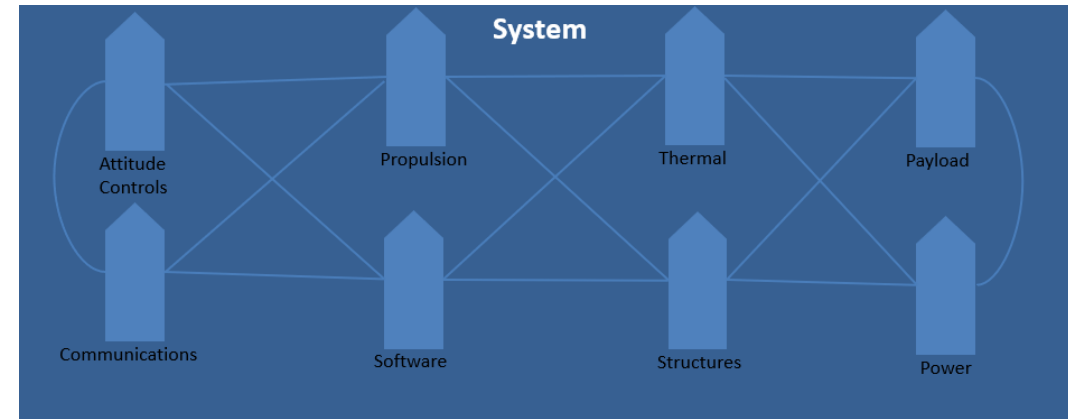 System
Attitude
Controls
Propulsion
Thermal
Payload
Communications
Software
Structures
Power